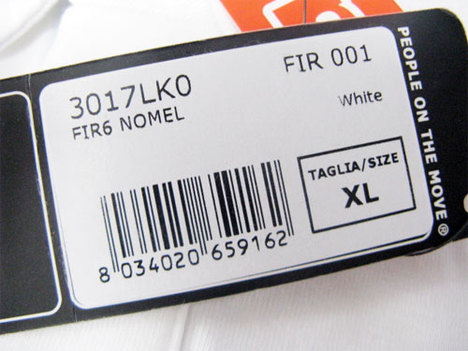 3017LK0
FIR 001
FIR6 NOMEL
White
TAGLIA/SIZE
XL
8 034020 659162
PEOPLE ON THE MOVE®